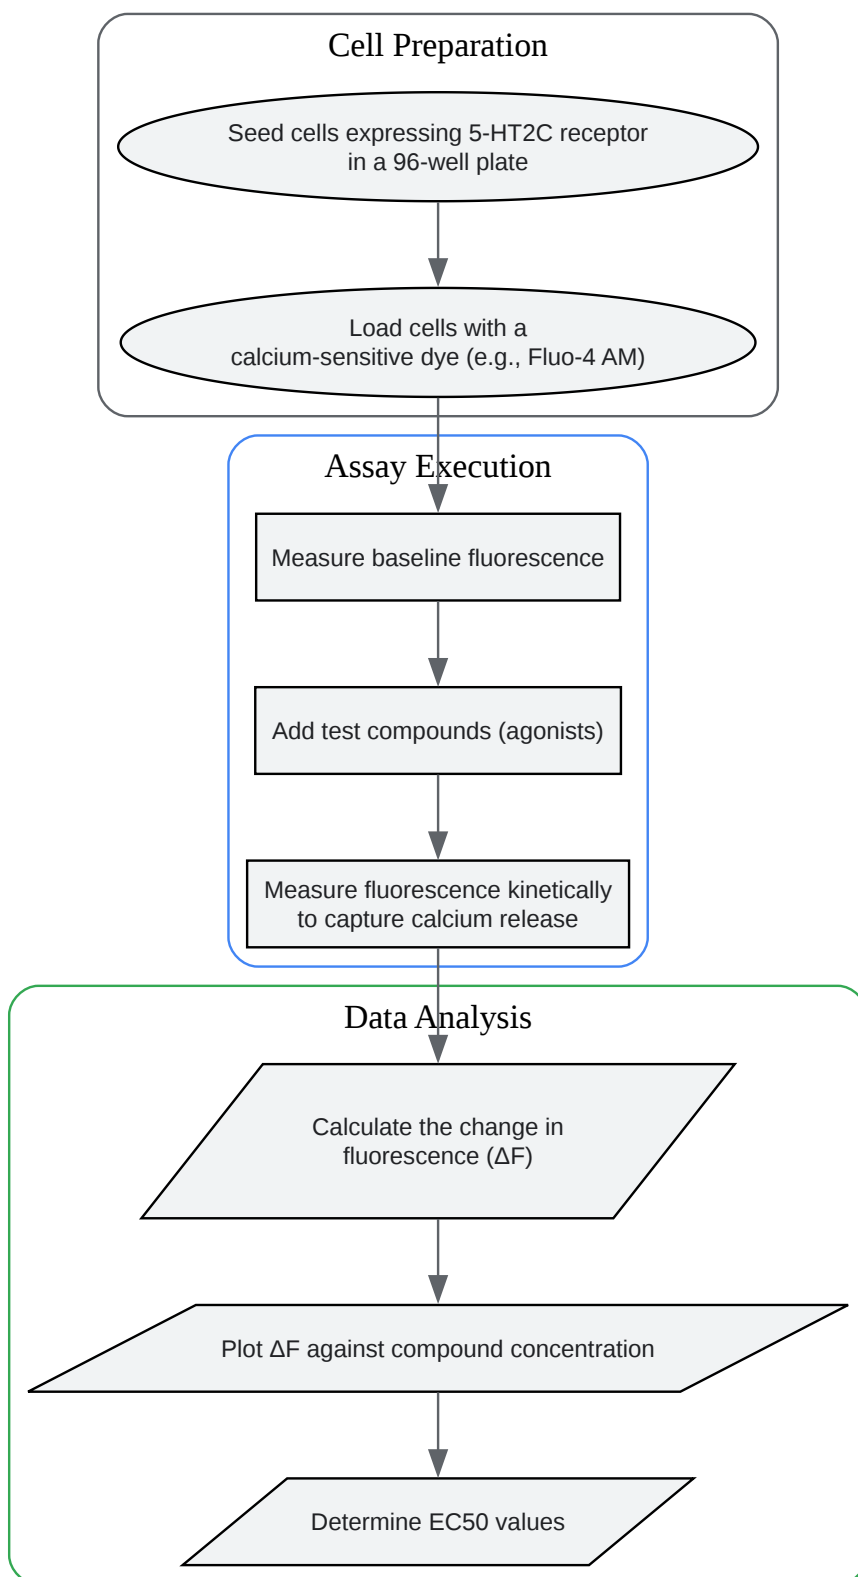 Cell Preparation
Seed cells expressing 5-HT2C receptor
in a 96-well plate
Load cells with a
calcium-sensitive dye (e.g., Fluo-4 AM)
Assay Execution
Measure baseline fluorescence
Add test compounds (agonists)
Measure fluorescence kinetically
to capture calcium release
Data Analysis
Calculate the change in
fluorescence (ΔF)
Plot ΔF against compound concentration
Determine EC50 values